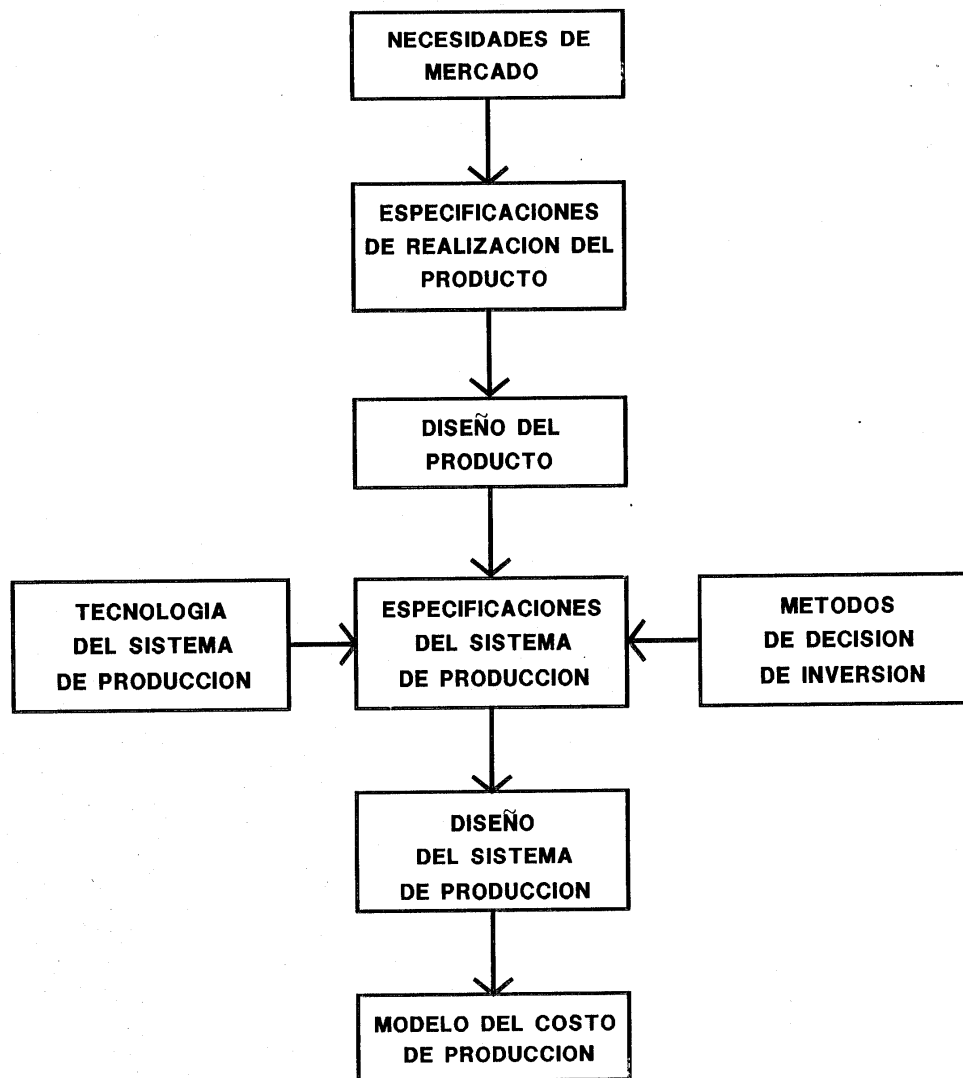 NECESIDADES DE
MERCADO
ESPECIFICACIONES
DE REALIZACION DEL
PRODUCTO
DISEÑO DEL
PRODUCTO
TECNOLOGIA
DEL SISTEMA
DE PRODUCCION
ESPECIFICACIONES
DEL SISTEMA
DE PRODUCCION
METODOS
DE DECISION
DE INVERSION
DISEÑO
DEL SISTEMA
DE PRODUCCION
MODELO DEL COSTO
DE PRODUCCION